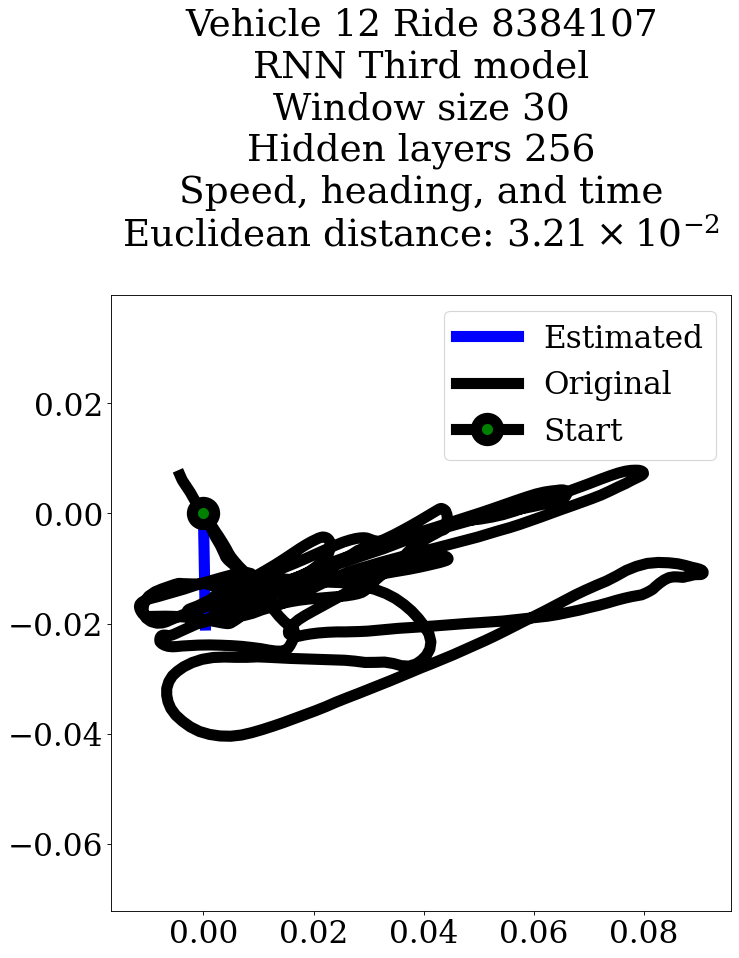 Vehicle 12 Ride 8384107
RNN Third model
Window size 30
Hidden layers 256
Speed, heading, and time
Euclidean distance: 3.21 × 10⁻²
Estimated
Original
Start
0.02
0.00
−0.02
−0.04
−0.06
0.00 0.02 0.04 0.06 0.08